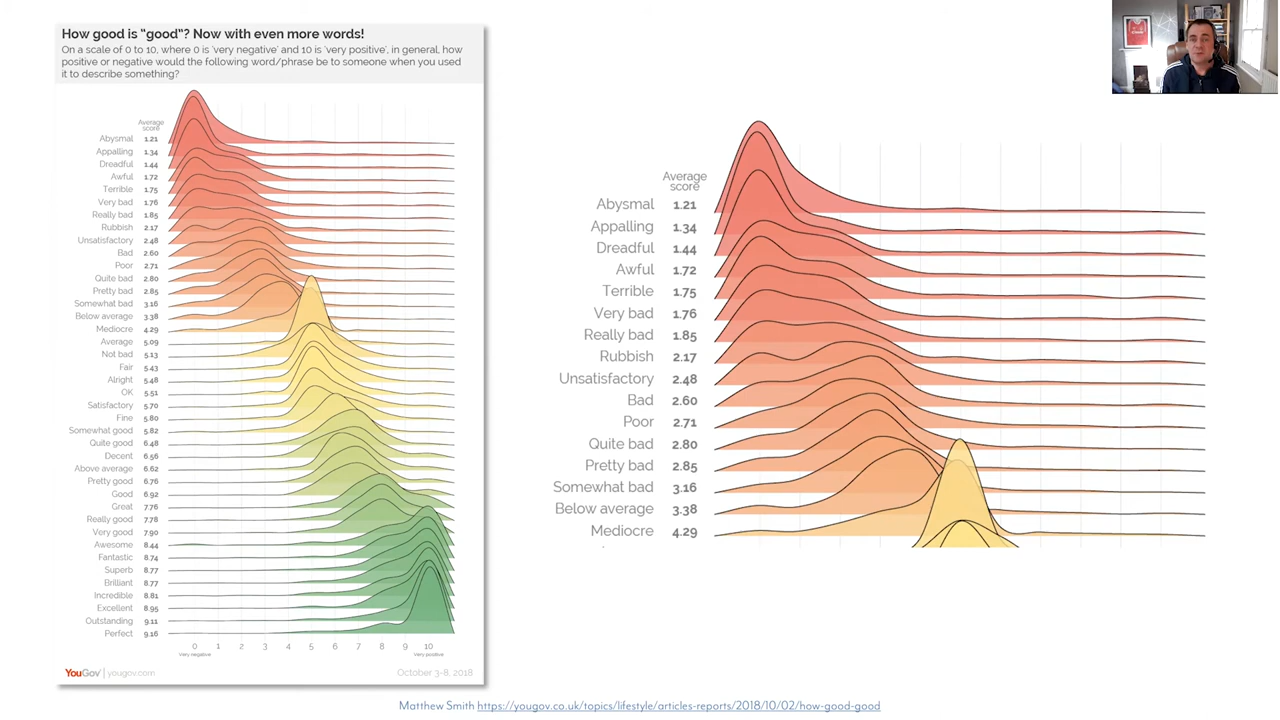 How good is “good”? Now with even more words!
On a scale of 0 to 10, where 0 is 'very negative' and 10 is 'very positive', in general, how
positive or negative would the following word/phrase be to someone when you used
it to describe something?
Average
score
Abysmal 1.21
Appalling 1.34
Dreadful 1.44
Awful 1.72
Terrible 1.75
Very bad 1.76
Really bad 1.85
Rubbish 2.17
Unsatisfactory 2.48
Bad 2.60
Poor 2.71
Quite bad 2.80
Pretty bad 2.85
Somewhat bad 3.16
Below average 3.38
Mediocre 4.29
Average 5.09
Not bad 5.13
Fair 5.43
Alright 5.48
OK 5.51
Satisfactory 5.70
Fine 5.80
Somewhat good 5.82
Quite good 6.48
Decent 6.56
Above average 6.62
Pretty good 6.76
Good 6.92
Great 7.76
Really good 7.78
Very good 7.90
Awesome 8.44
Fantastic 8.74
Superb 8.77
Brilliant 8.77
Incredible 8.81
Excellent 8.95
Outstanding 9.11
Perfect 9.16
0 1 2 3 4 5 6 7 8 9 10
Very negative Very positive
YouGov | yougov.com October 3-8, 2018
Average
score
Abysmal 1.21
Appalling 1.34
Dreadful 1.44
Awful 1.72
Terrible 1.75
Very bad 1.76
Really bad 1.85
Rubbish 2.17
Unsatisfactory 2.48
Bad 2.60
Poor 2.71
Quite bad 2.80
Pretty bad 2.85
Somewhat bad 3.16
Below average 3.38
Mediocre 4.29
Matthew Smith https://yougov.co.uk/topics/lifestyle/articles-reports/2018/10/02/how-good-good